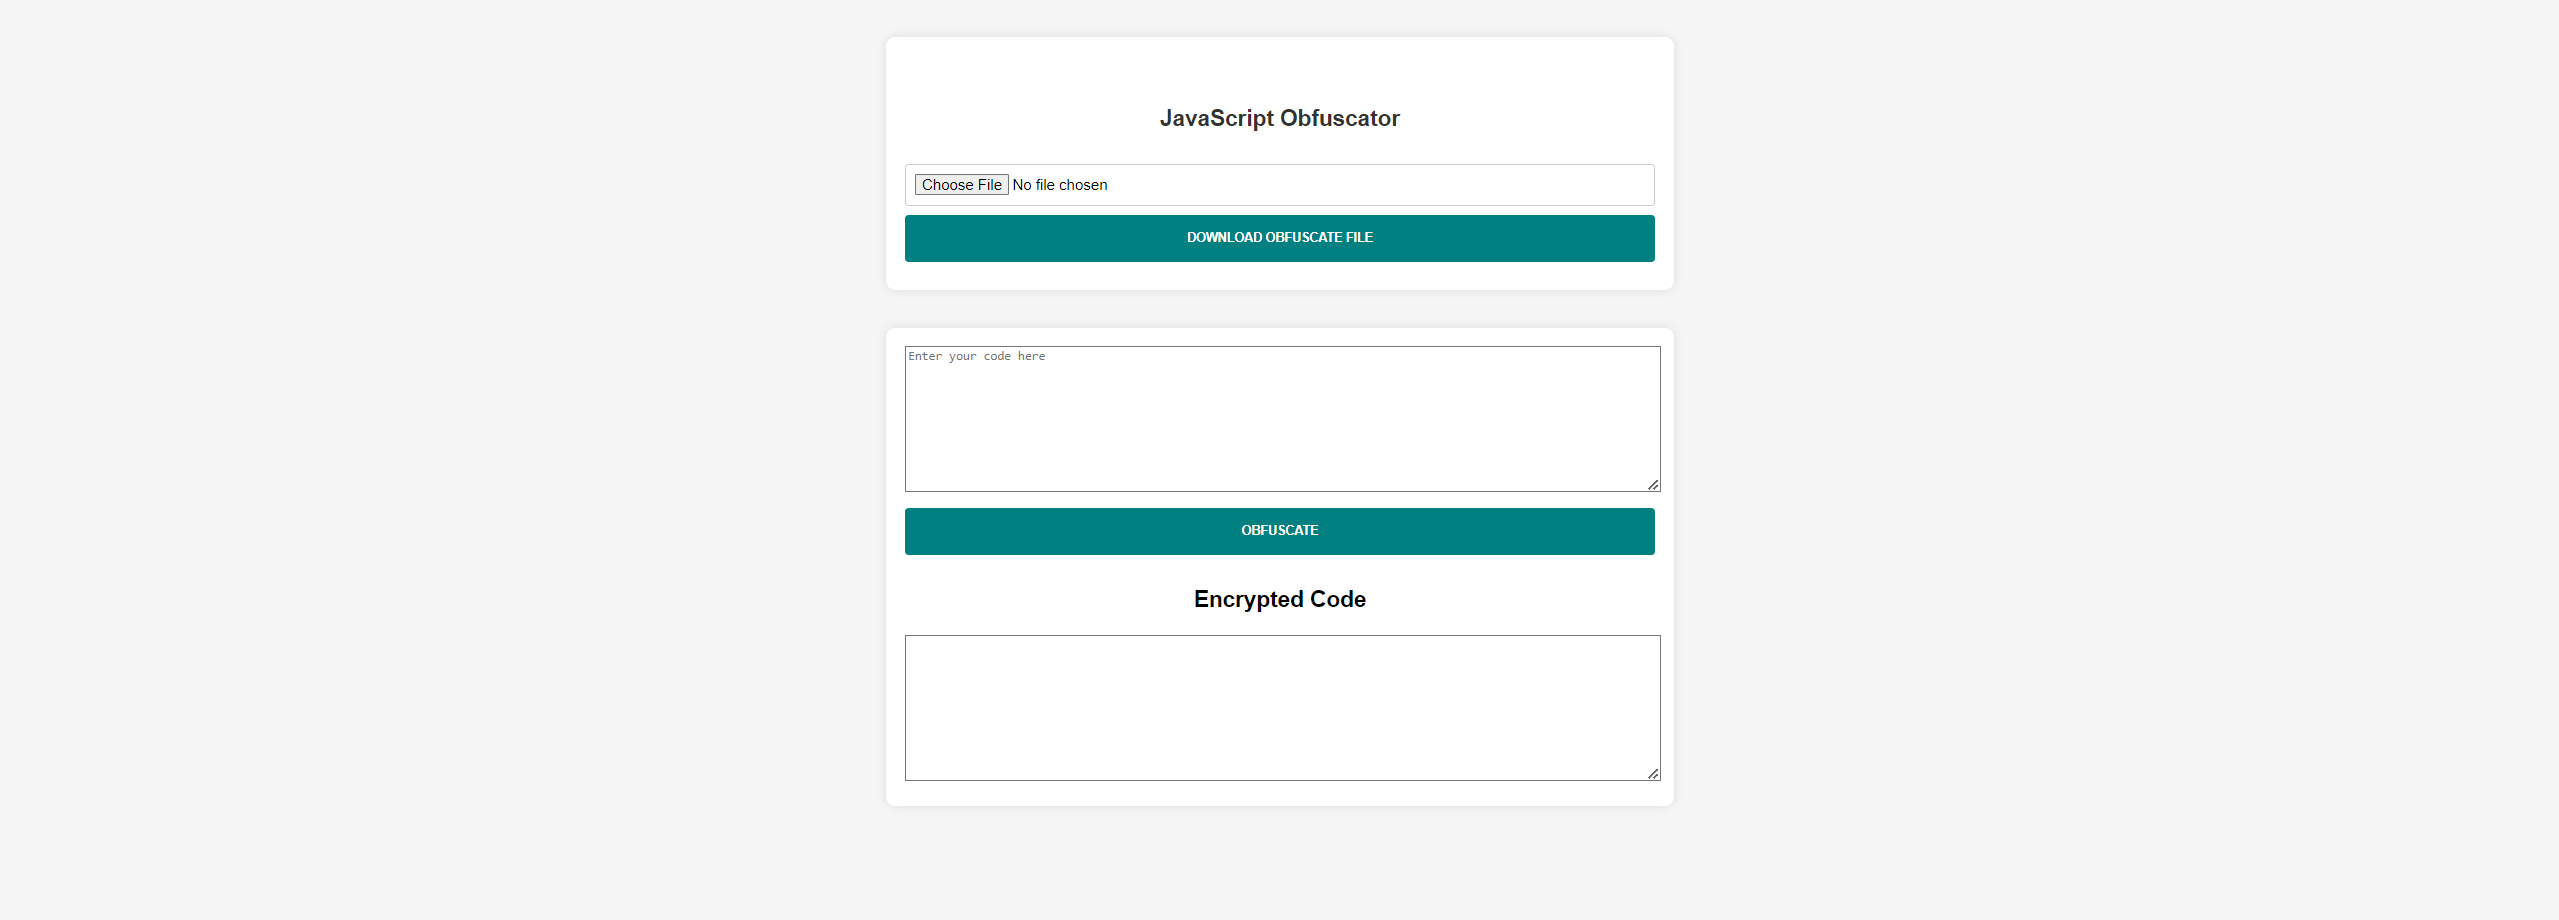 JavaScript Obfuscator
Choose File No file chosen
DOWNLOAD OBFUSCATE FILE
Enter your code here
OBFUSCATE
Encrypted Code